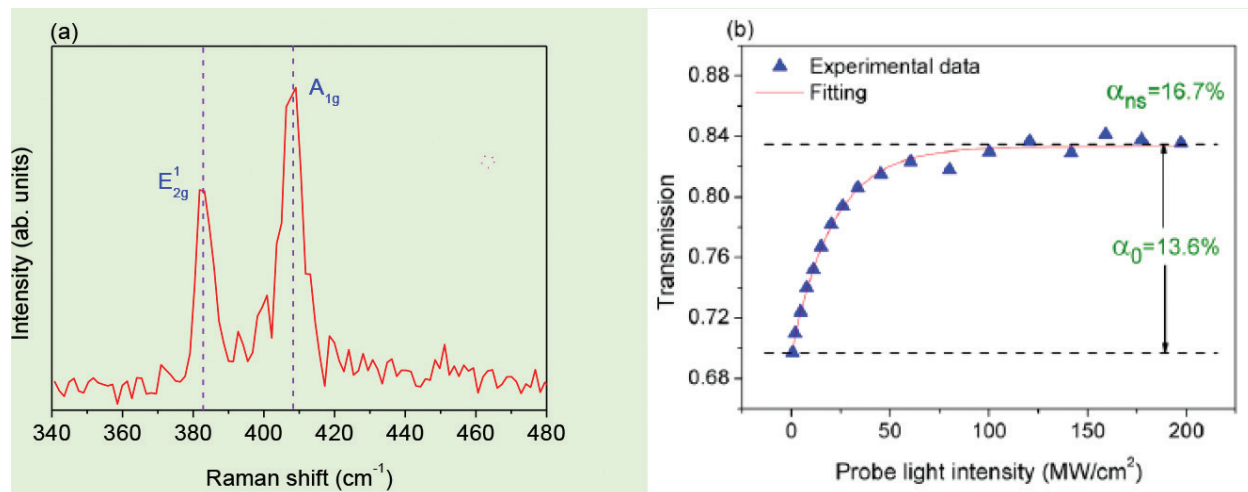 (a)
A1g
E12g
Intensity (ab. units)
340 360 380 400 420 440 460 480
Raman shift (cm-1)
(b)
Experimental data
Fitting
αns=16.7%
α0=13.6%
0.88
0.84
0.80
0.76
0.72
0.68
Transmission
0 50 100 150 200
Probe light intensity (MW/cm2)